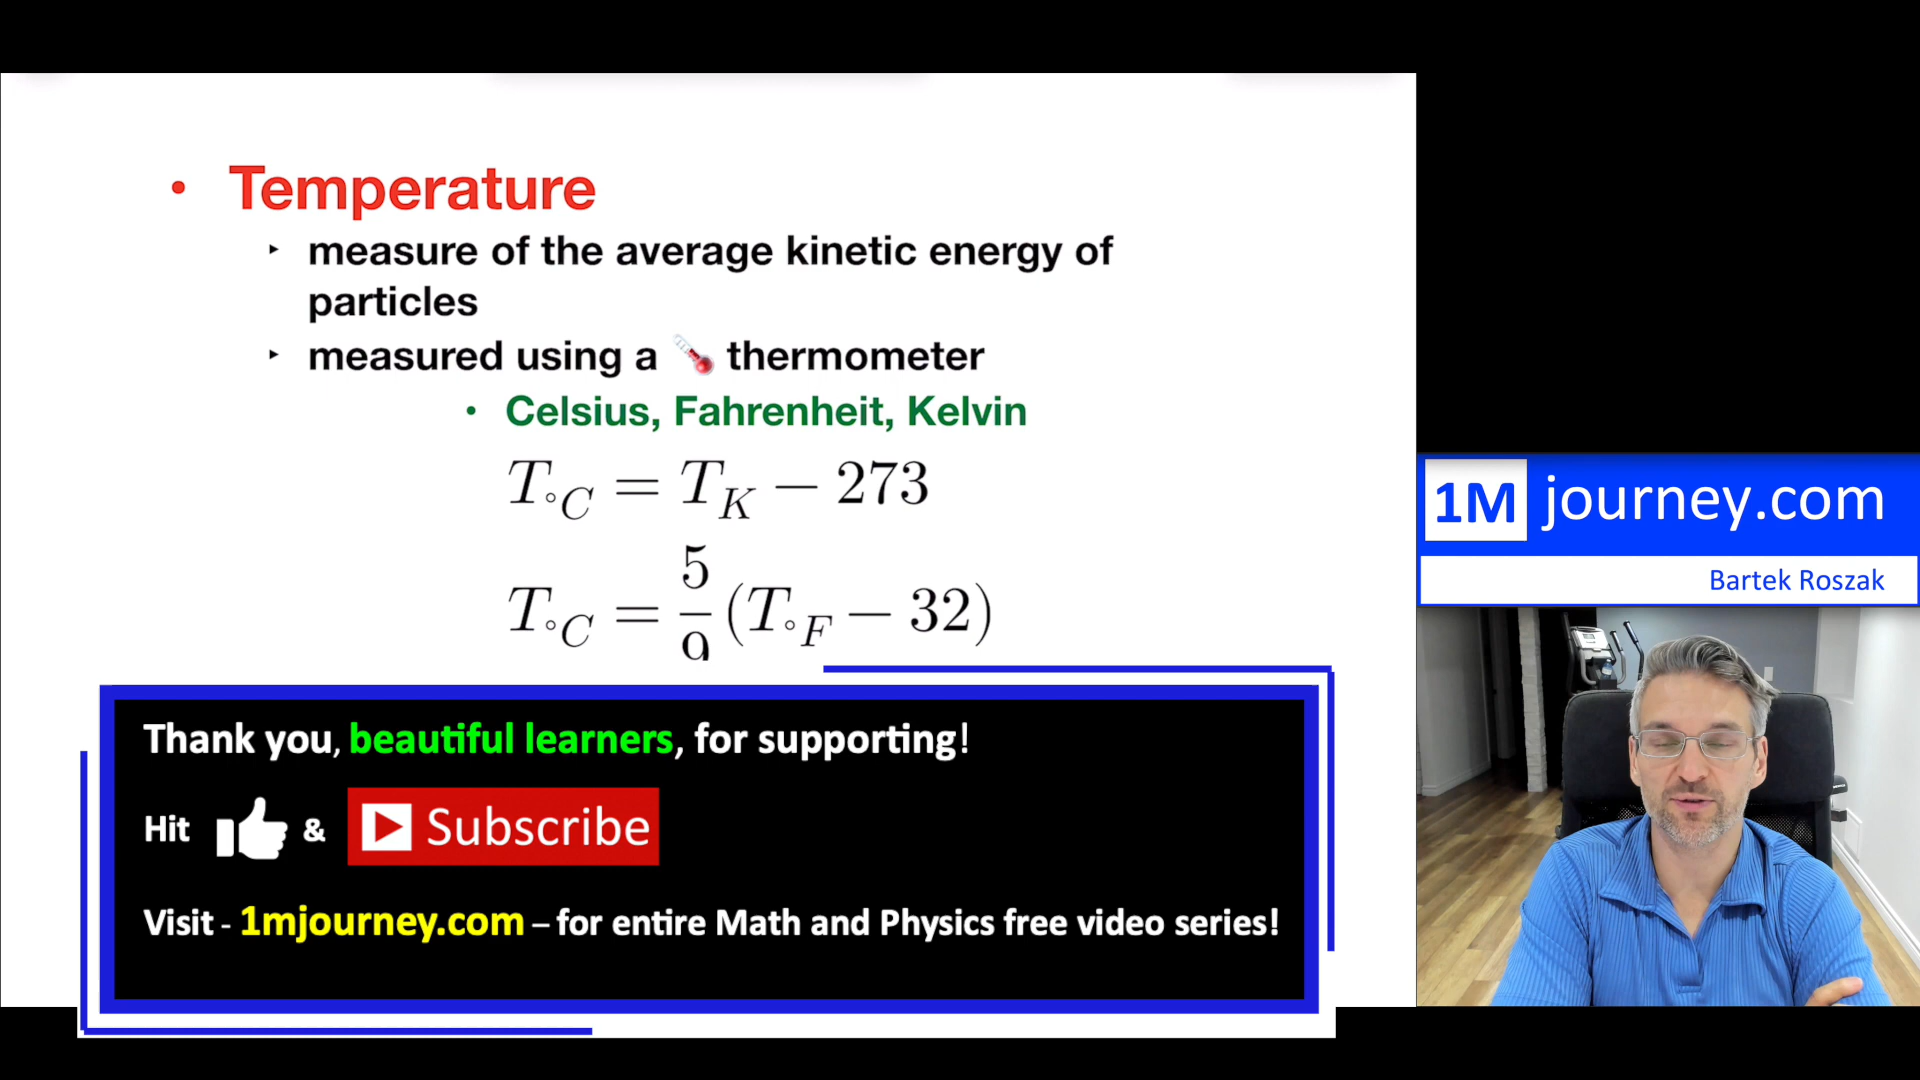 • Temperature
‣ measure of the average kinetic energy of
particles
‣ measured using a 🌡 thermometer
• Celsius, Fahrenheit, Kelvin
T°C = TK − 273
T°C = 5/9 (T°F − 32)
Thank you, beautiful learners, for supporting!
Hit & Subscribe
Visit - 1mjourney.com – for entire Math and Physics free video series!
1M journey.com
Bartek Roszak